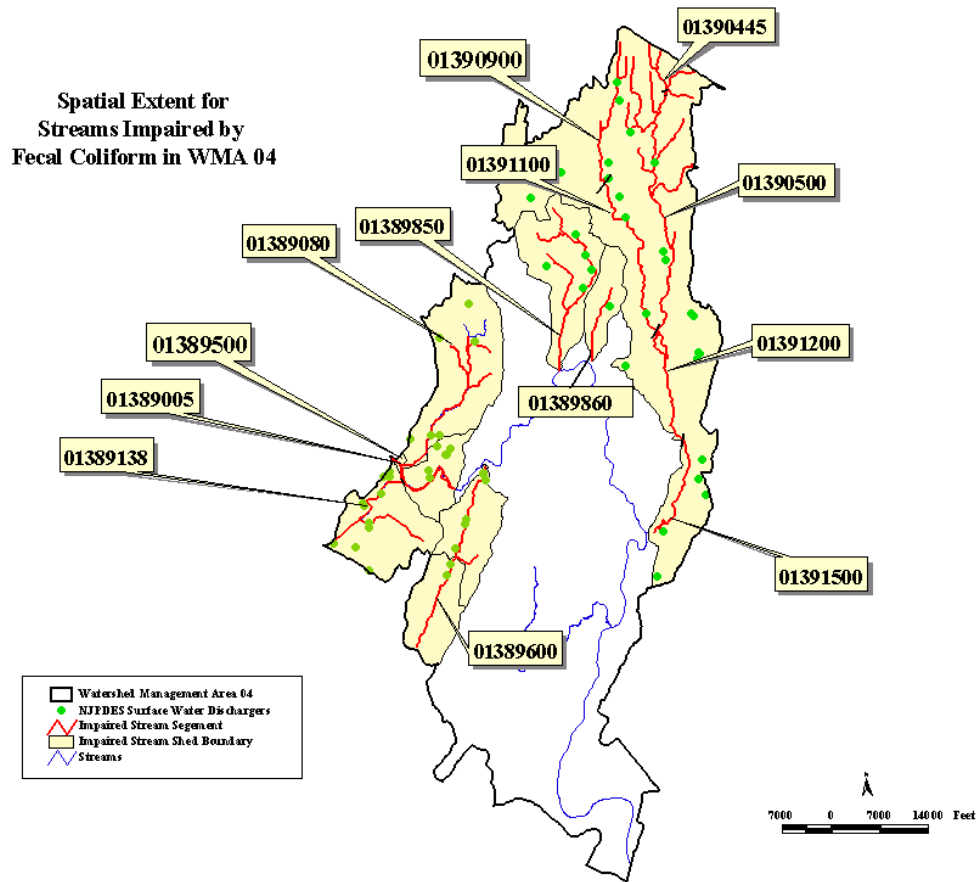 Spatial Extent for
Streams Impaired by
Fecal Coliform in WMA 04
01390445
01390900
01391100
01390500
01389850
01389080
01389500
01391200
01389005
01389860
01389138
01391500
01389600
Watershed Management Area 04
NJPDES Surface Water Dischargers
Impaired Stream Segement
Impaired Stream Shed Boundary
Streams
N
7000 0 7000 14000 Feet